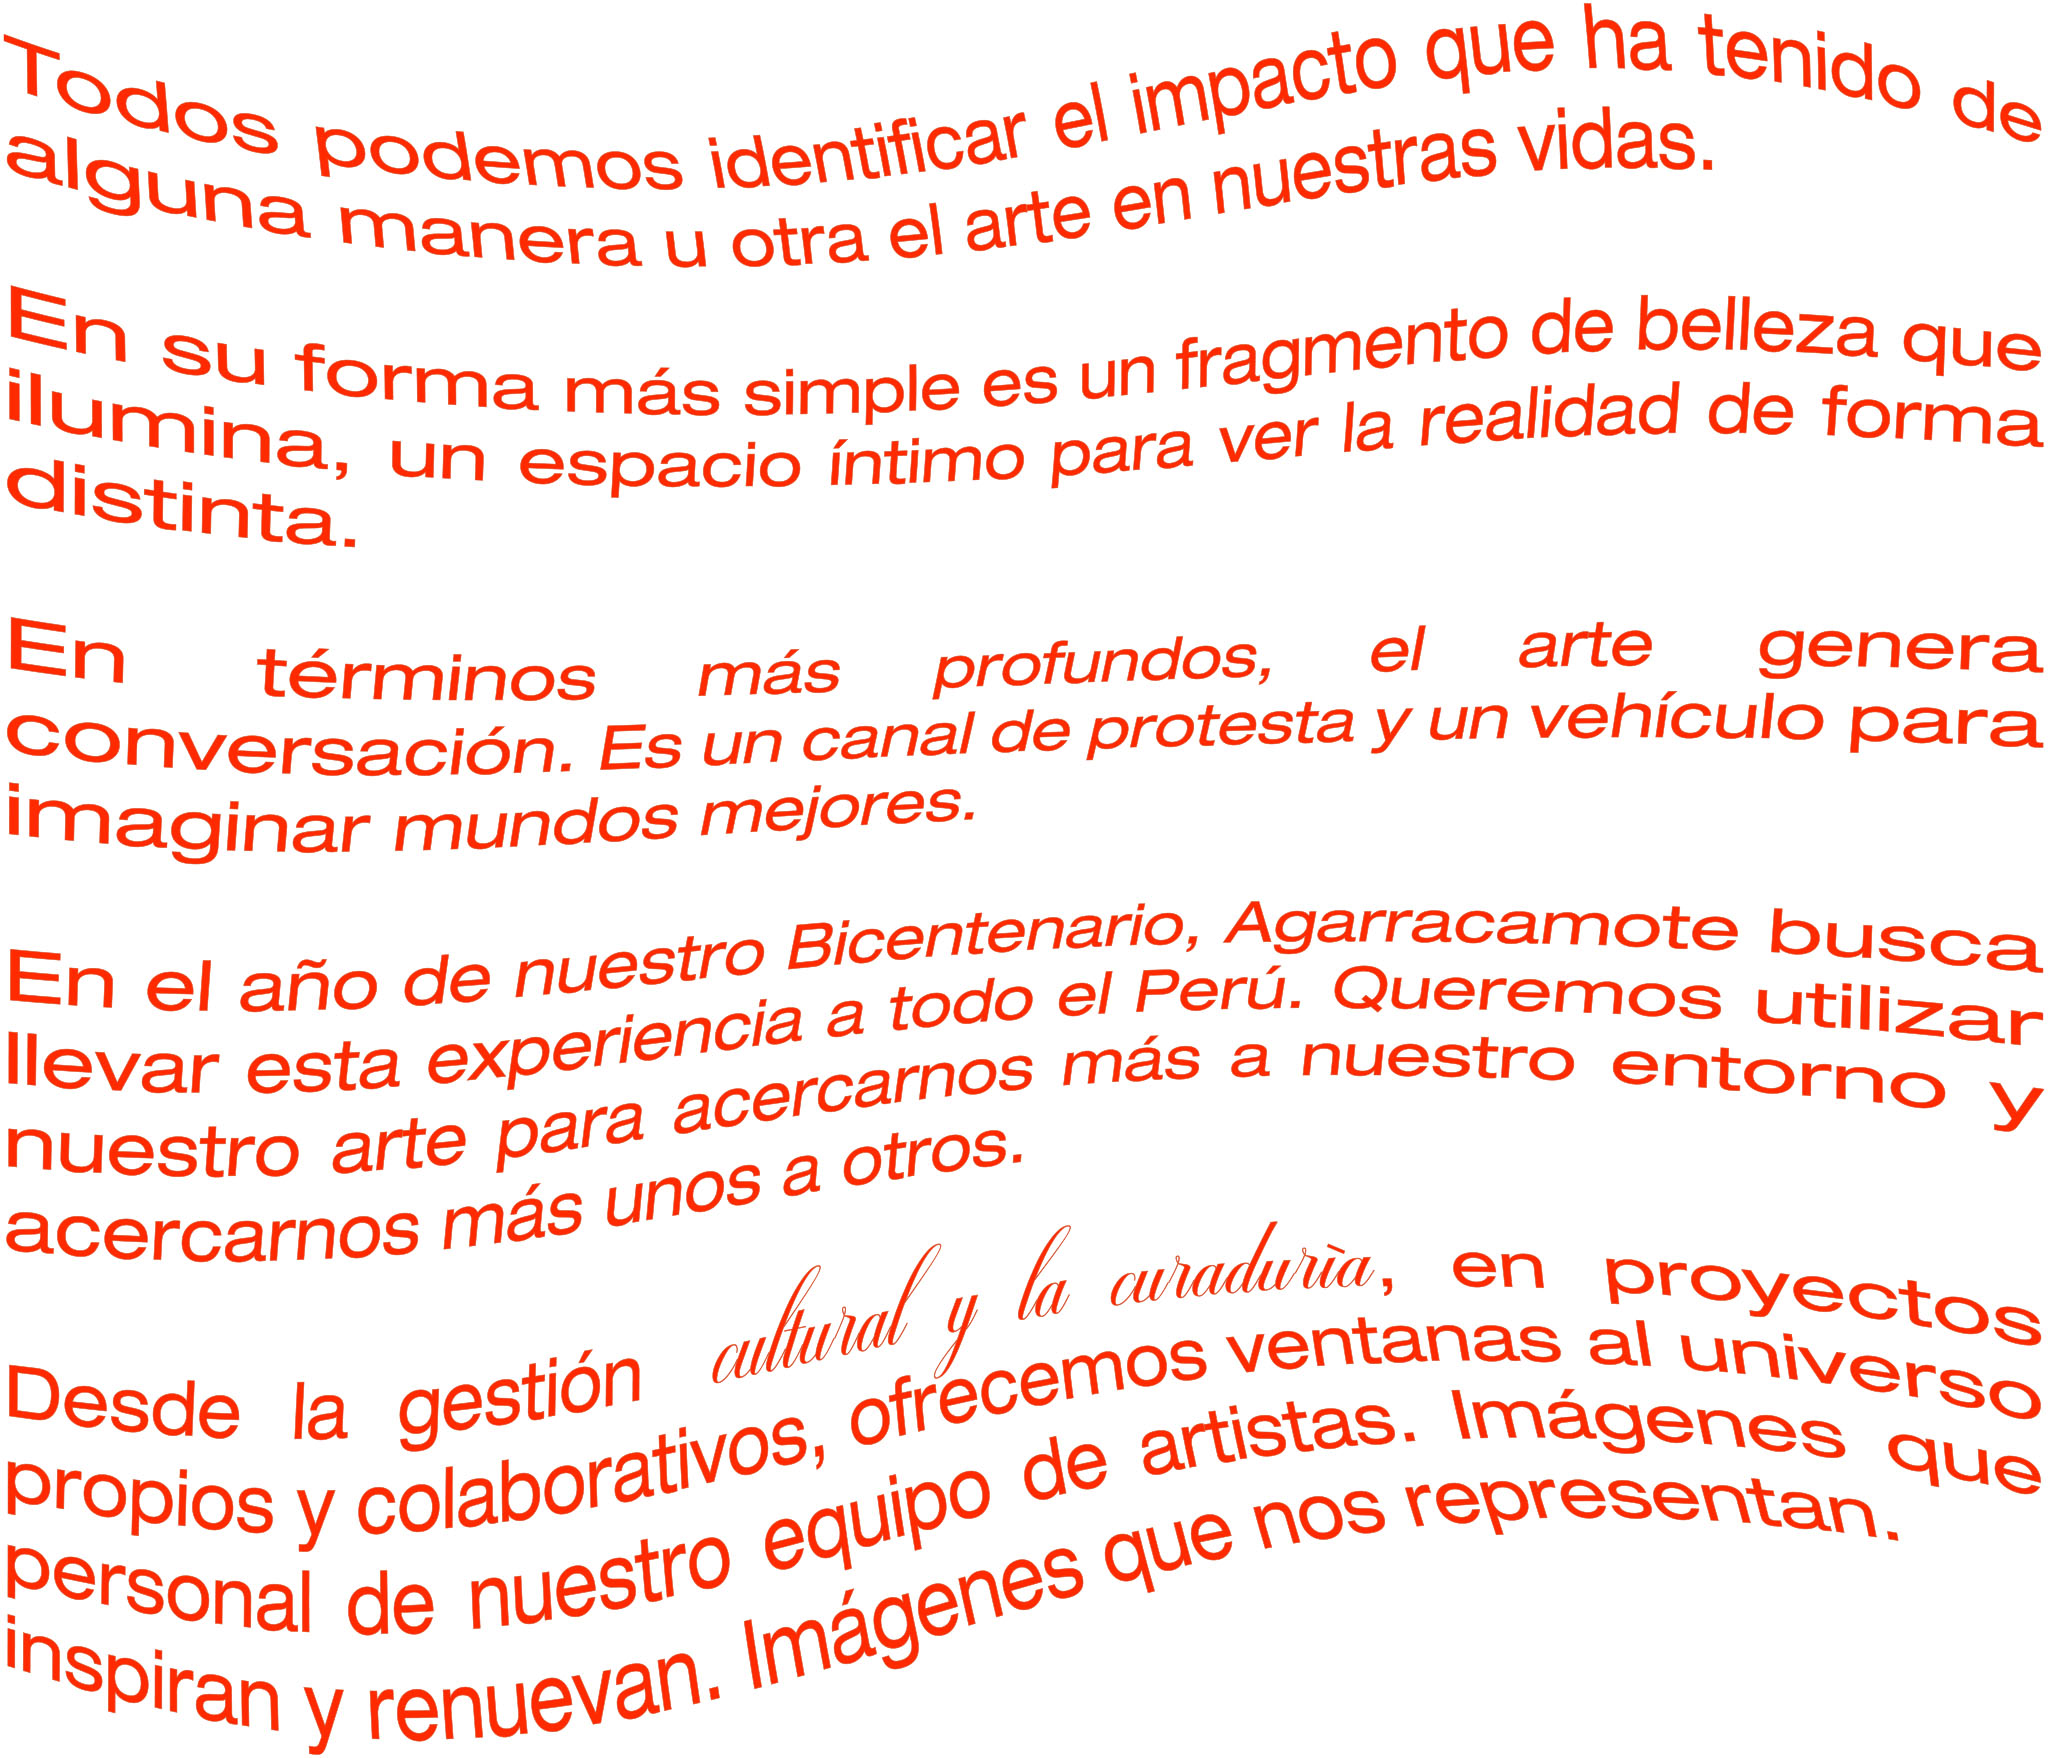 Todos podemos identificar el impacto que ha tenido de
alguna manera u otra el arte en nuestras vidas.
En su forma más simple es un fragmento de belleza que
ilumina, un espacio íntimo para ver la realidad de forma
distinta.
En términos más profundos, el arte genera
Conversación. Es un canal de protesta y un vehículo para
imaginar mundos mejores.
En el año de nuestro Bicentenario, Agarracamote busca
llevar esta experiencia a todo el Perú. Queremos utilizar
nuestro arte para acercarnos más a nuestro entorno y
acercarnos más unos a otros.
Desde la gestión cultural y la curaduría, en proyectos
propios y colaborativos, ofrecemos ventanas al universo
personal de nuestro equipo de artistas. Imágenes que
inspiran y renuevan. Imágenes que nos representan.